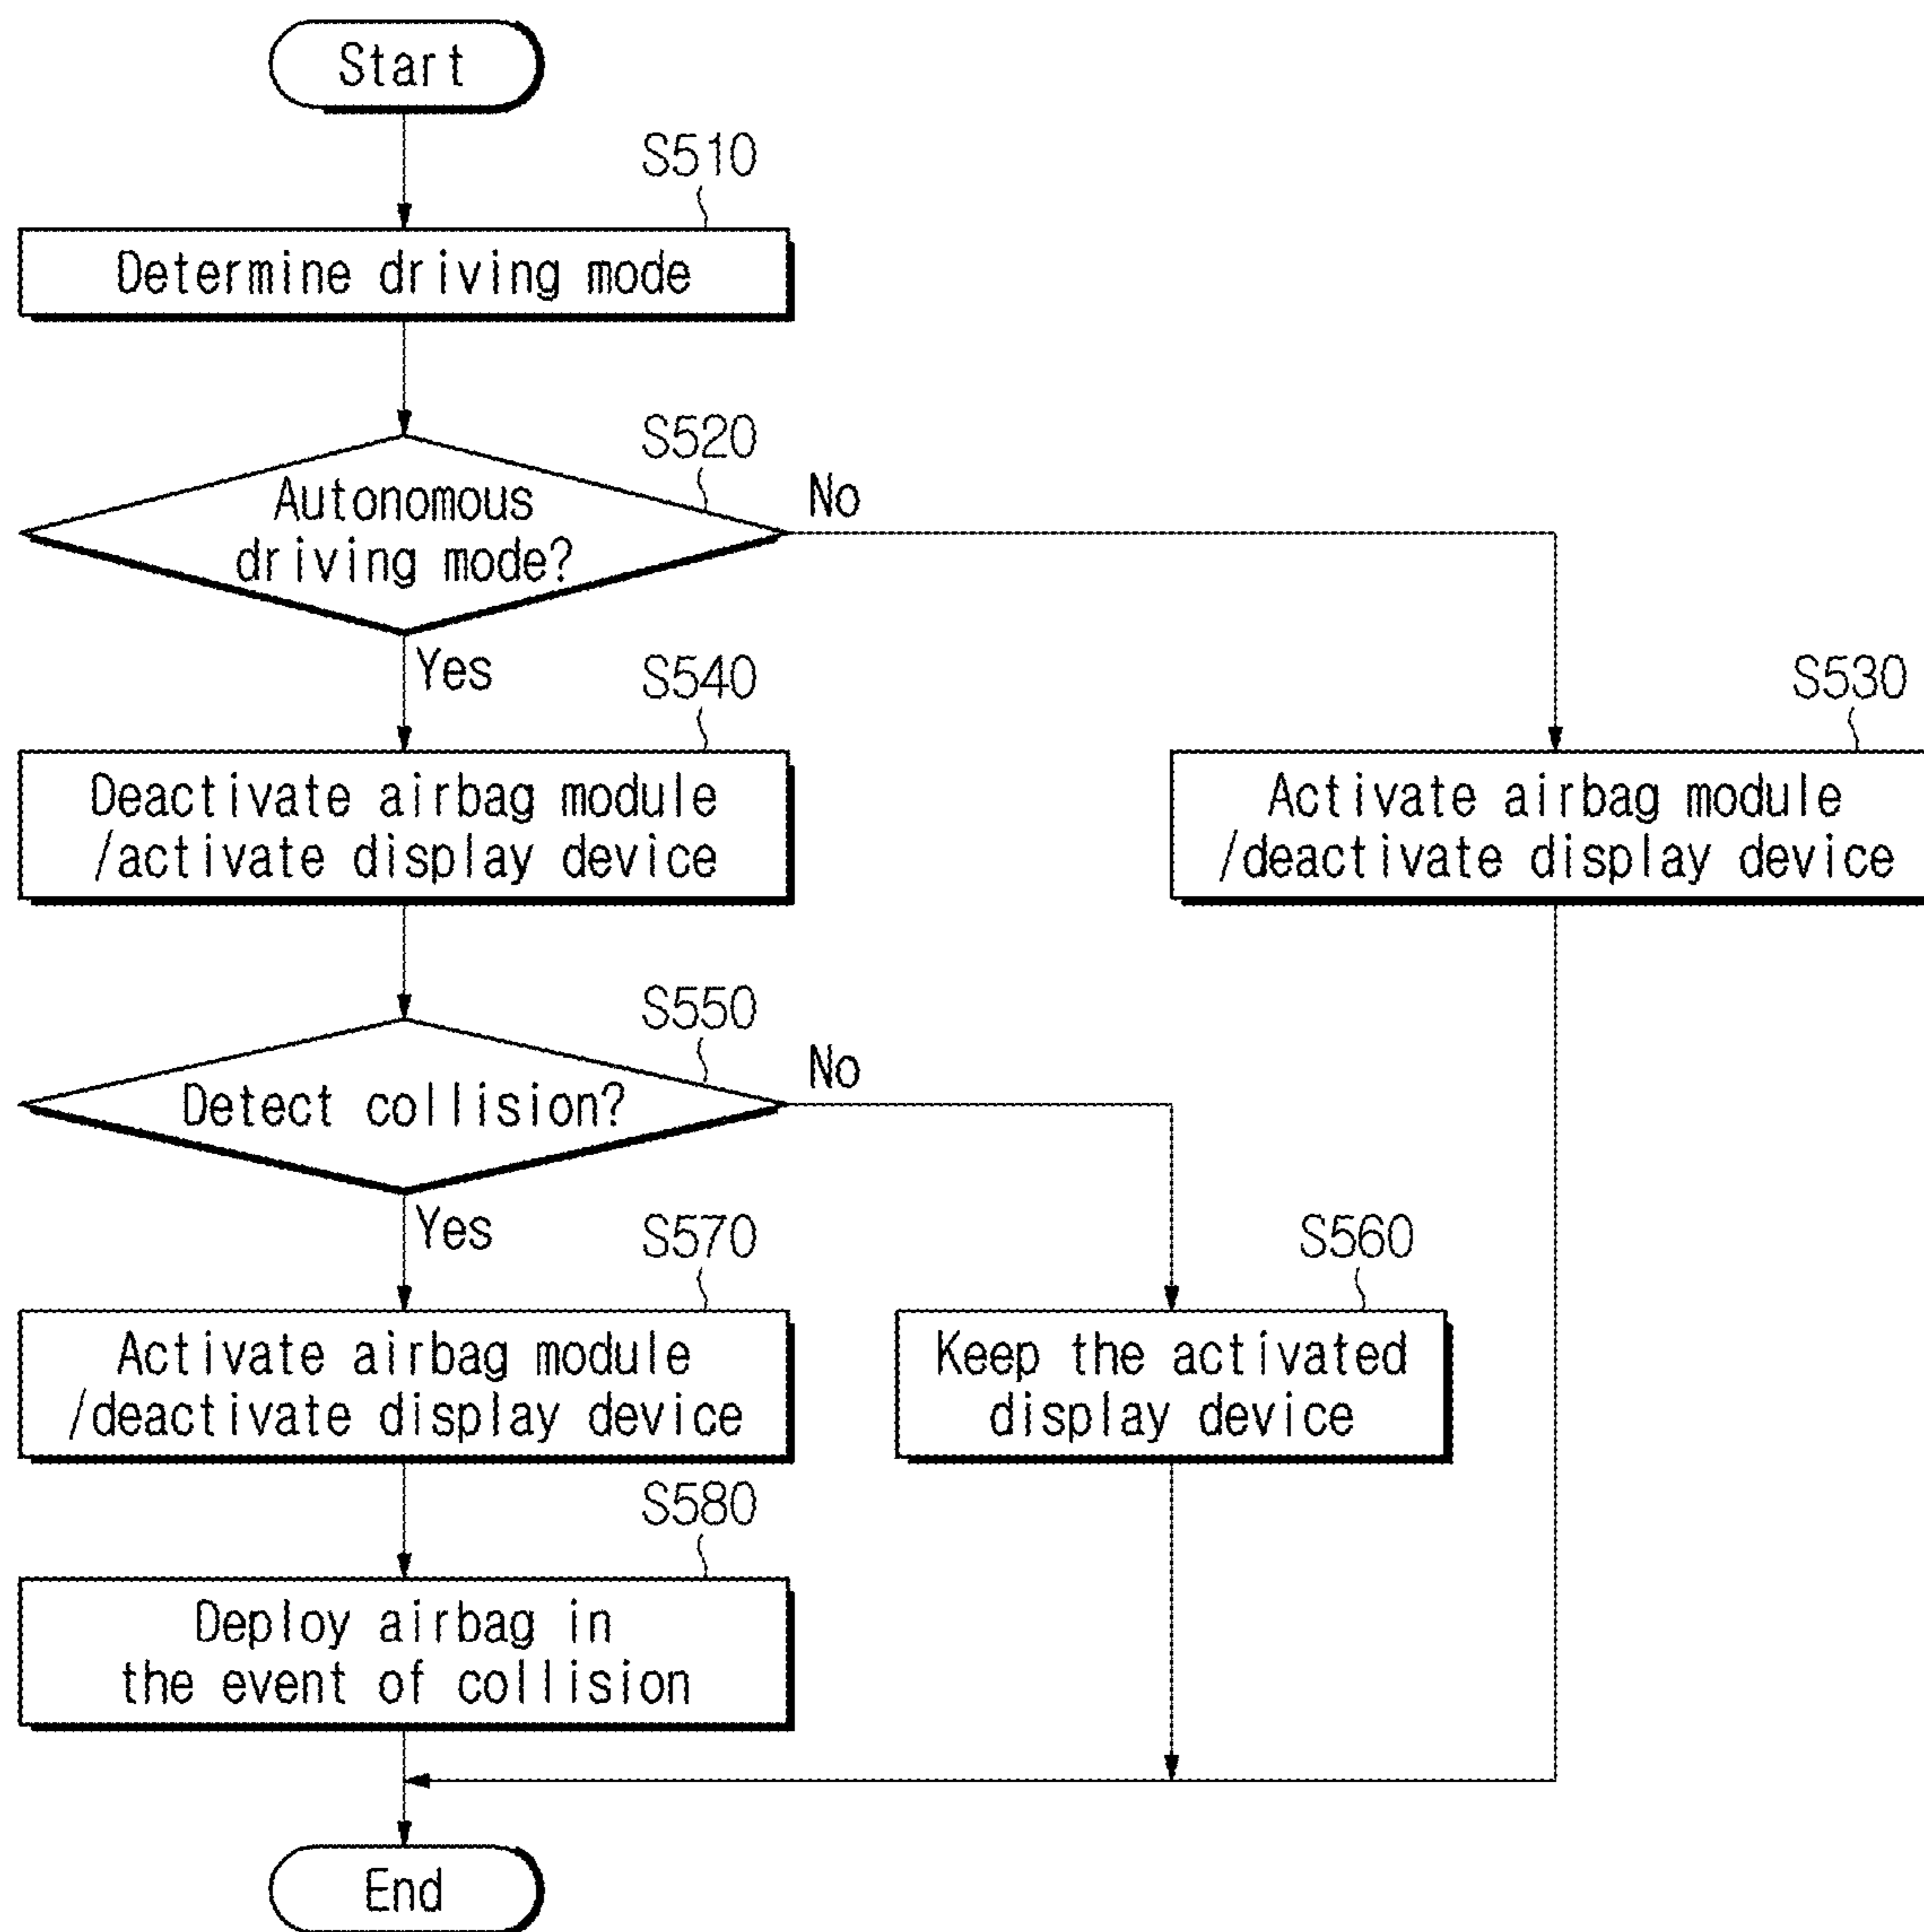 Start
S510
Determine driving mode
S520
Autonomous
driving mode?
No
Yes
S540
Deactivate airbag module
/activate display device
S530
Activate airbag module
/deactivate display device
S550
Detect collision?
No
Yes
S570
Activate airbag module
/deactivate display device
S560
Keep the activated
display device
S580
Deploy airbag in
the event of collision
End